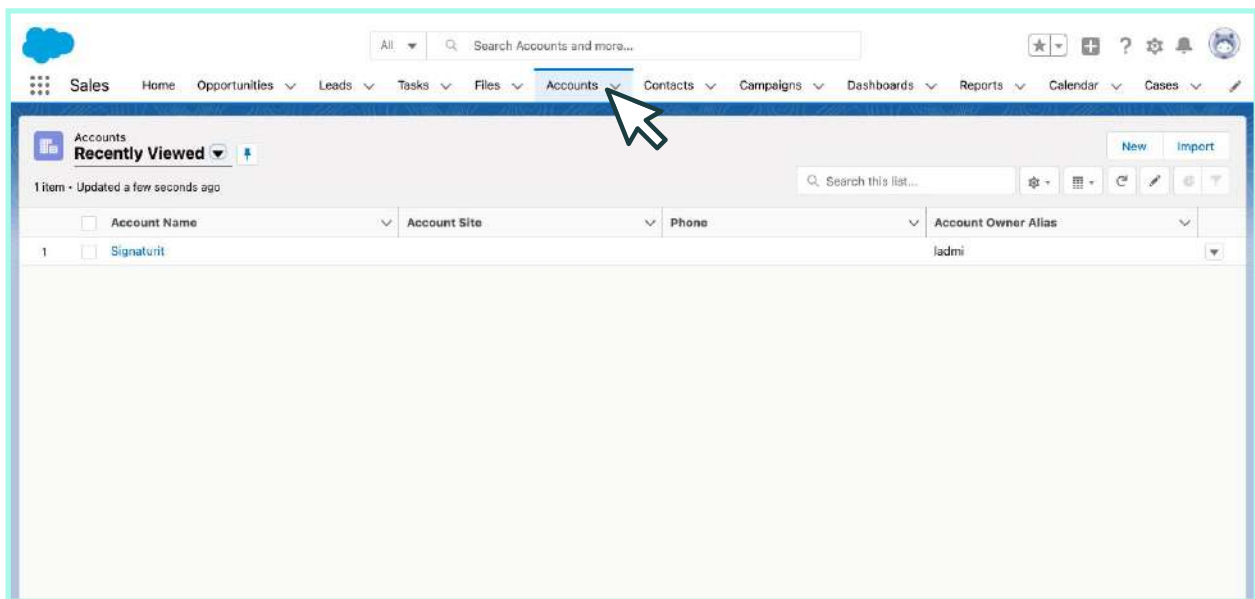 All Search Accounts and more...
Sales Home Opportunities Leads Tasks Files Accounts Contacts Campaigns Dashboards Reports Calendar Cases
Accounts
Recently Viewed
New Import
1 item • Updated a few seconds ago
Search this list...
Account Name Account Site Phone Account Owner Alias
1 Signaturit ladmi